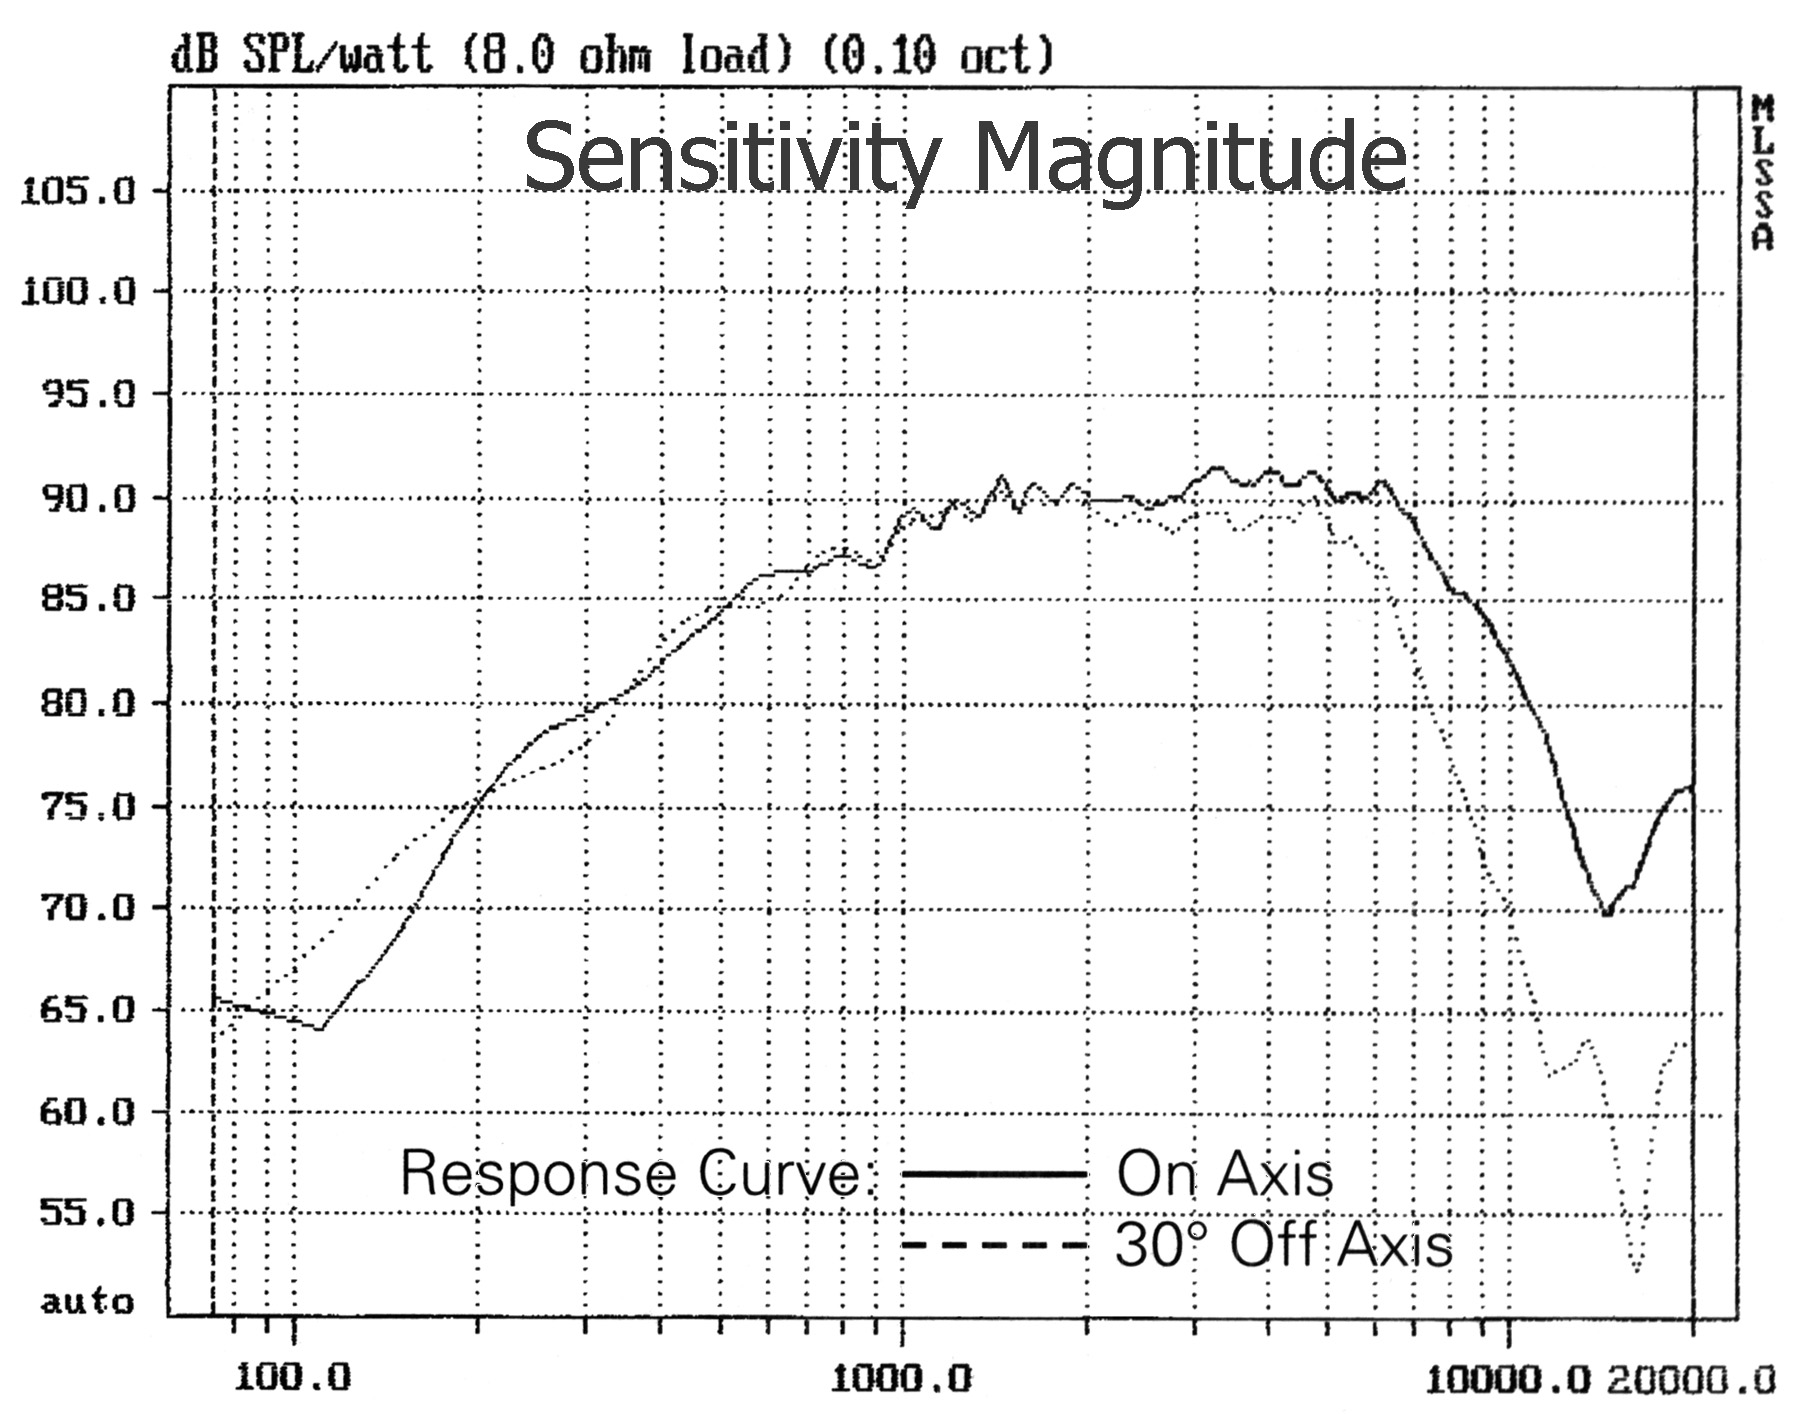 dB SPL/watt (8.0 ohm load) (0.10 oct)
Sensitivity Magnitude
MLSSA
105.0
100.0
95.0
90.0
85.0
80.0
75.0
70.0
65.0
60.0
55.0
auto
Response Curve: On Axis
30° Off Axis
100.0 1000.0 10000.0 20000.0